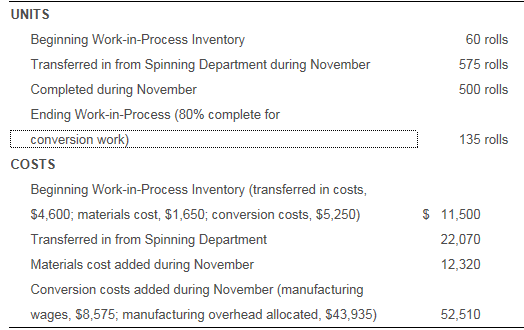 UNITS
Beginning Work-in-Process Inventory 60 rolls
Transferred in from Spinning Department during November 575 rolls
Completed during November 500 rolls
Ending Work-in-Process (80% complete for
conversion work) 135 rolls
COSTS
Beginning Work-in-Process Inventory (transferred in costs,
$4,600; materials cost, $1,650; conversion costs, $5,250) $ 11,500
Transferred in from Spinning Department 22,070
Materials cost added during November 12,320
Conversion costs added during November (manufacturing
wages, $8,575; manufacturing overhead allocated, $43,935) 52,510